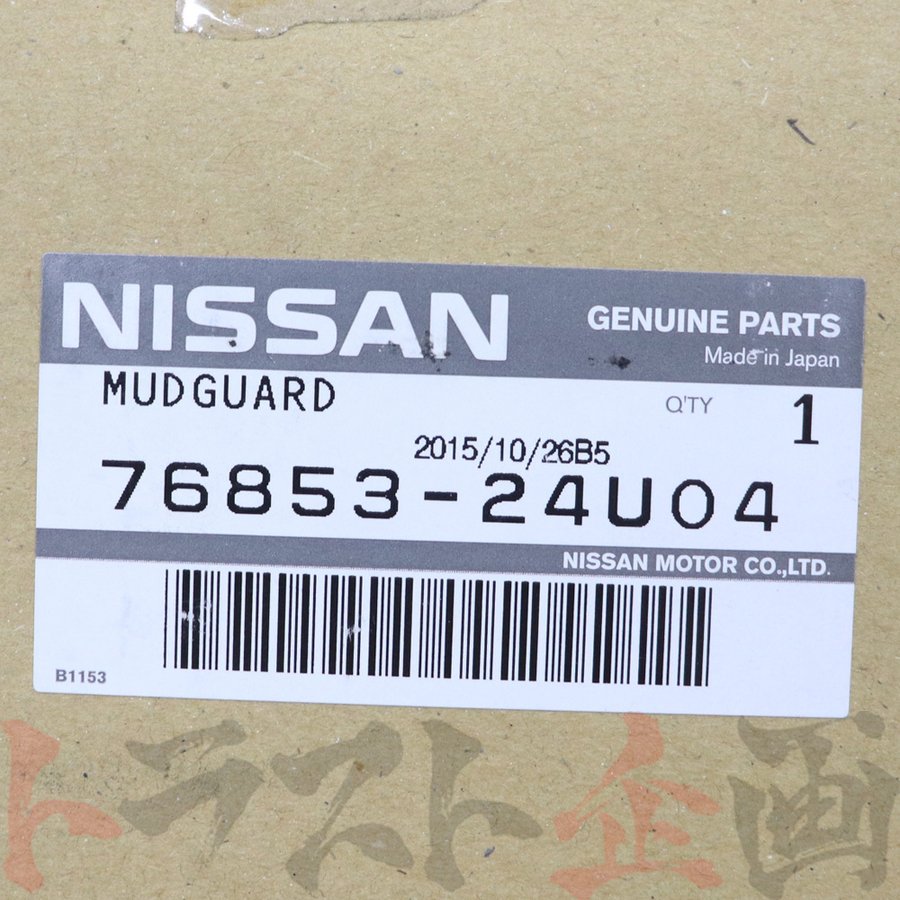 NISSAN
GENUINE PARTS
Made in Japan
MUDGUARD
Q'TY 1
2015/10/26B5
76853-24U04
NISSAN MOTOR CO.,LTD.
B1153
トラスト企画